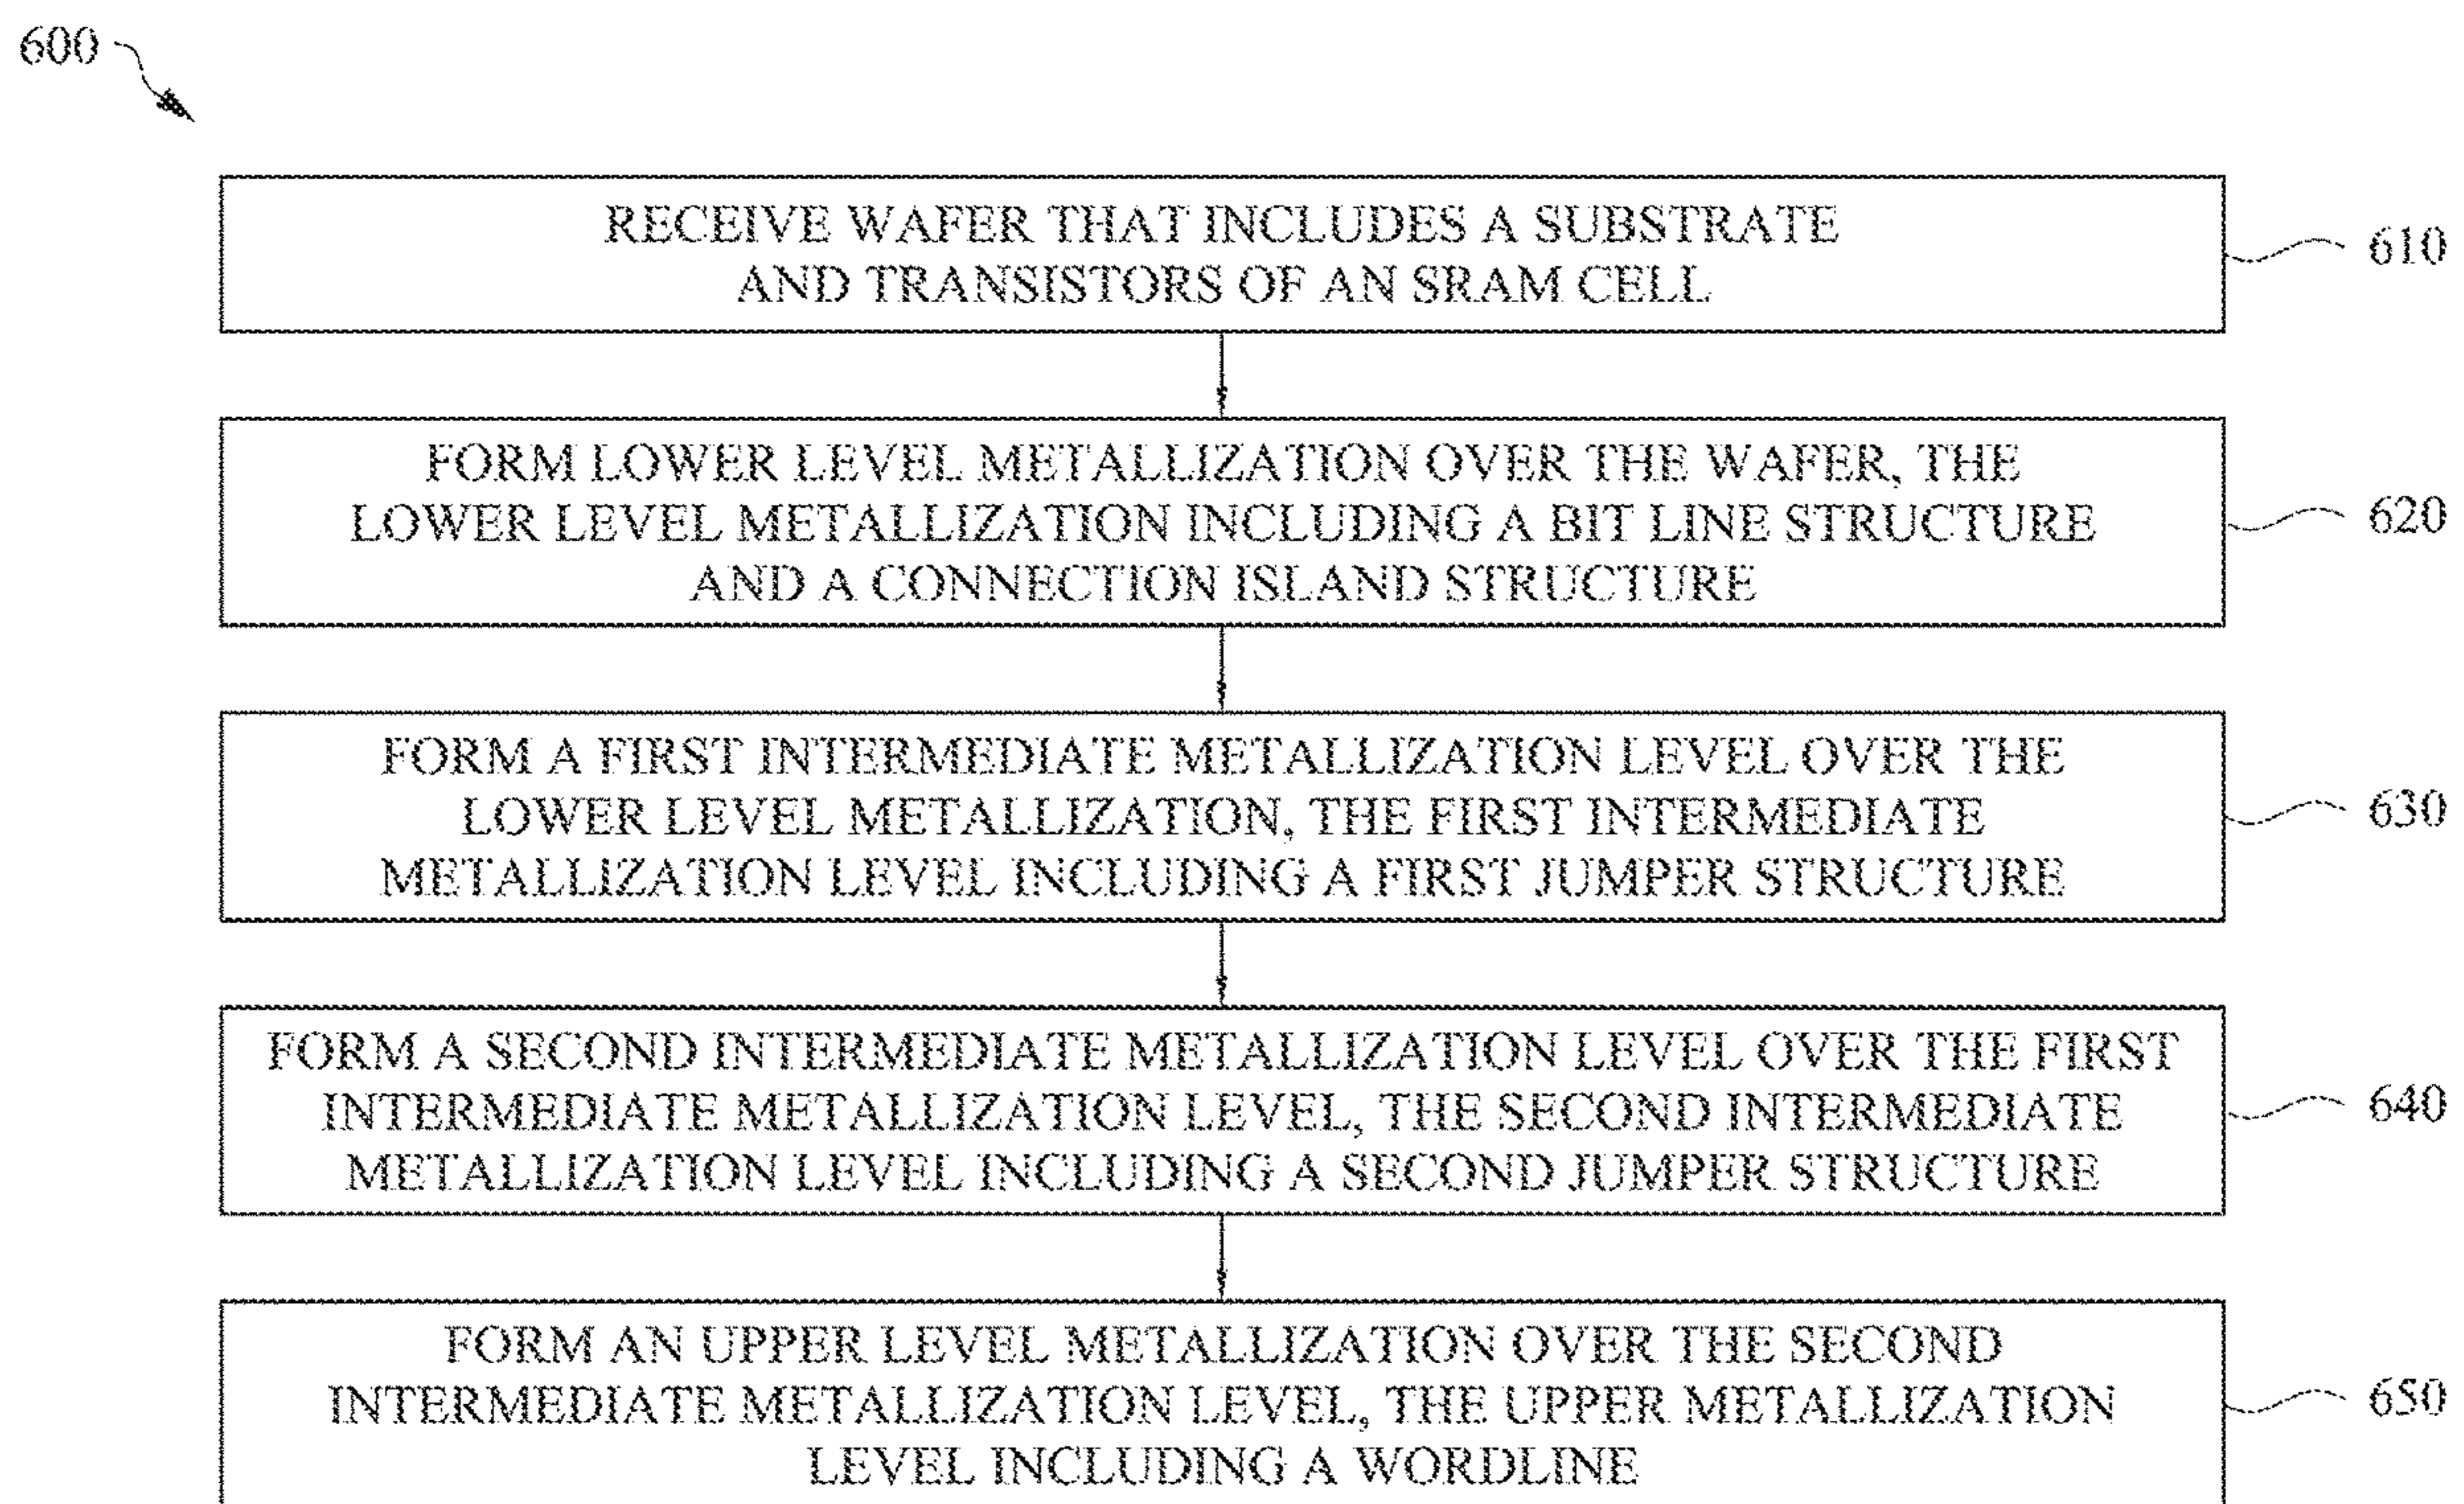 600
RECEIVE WAFER THAT INCLUDES A SUBSTRATE
AND TRANSISTORS OF AN SRAM CELL
610
FORM LOWER LEVEL METALLIZATION OVER THE WAFER, THE
LOWER LEVEL METALLIZATION INCLUDING A BIT LINE STRUCTURE
AND A CONNECTION ISLAND STRUCTURE
620
FORM A FIRST INTERMEDIATE METALLIZATION LEVEL OVER THE
LOWER LEVEL METALLIZATION, THE FIRST INTERMEDIATE
METALLIZATION LEVEL INCLUDING A FIRST JUMPER STRUCTURE
630
FORM A SECOND INTERMEDIATE METALLIZATION LEVEL OVER THE FIRST
INTERMEDIATE METALLIZATION LEVEL, THE SECOND INTERMEDIATE
METALLIZATION LEVEL INCLUDING A SECOND JUMPER STRUCTURE
640
FORM AN UPPER LEVEL METALLIZATION OVER THE SECOND
INTERMEDIATE METALLIZATION LEVEL, THE UPPER METALLIZATION
LEVEL INCLUDING A WORDLINE
650